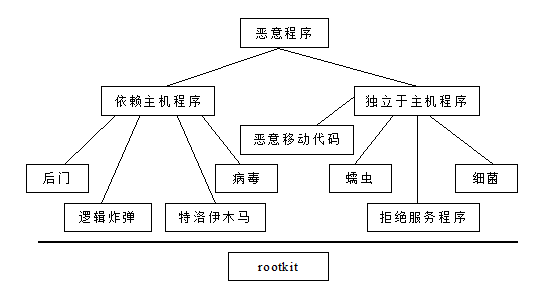 恶意程序
依赖主机程序
独立于主机程序
恶意移动代码
后门
病毒
蠕虫
细菌
逻辑炸弹
特洛伊木马
拒绝服务程序
rootkit